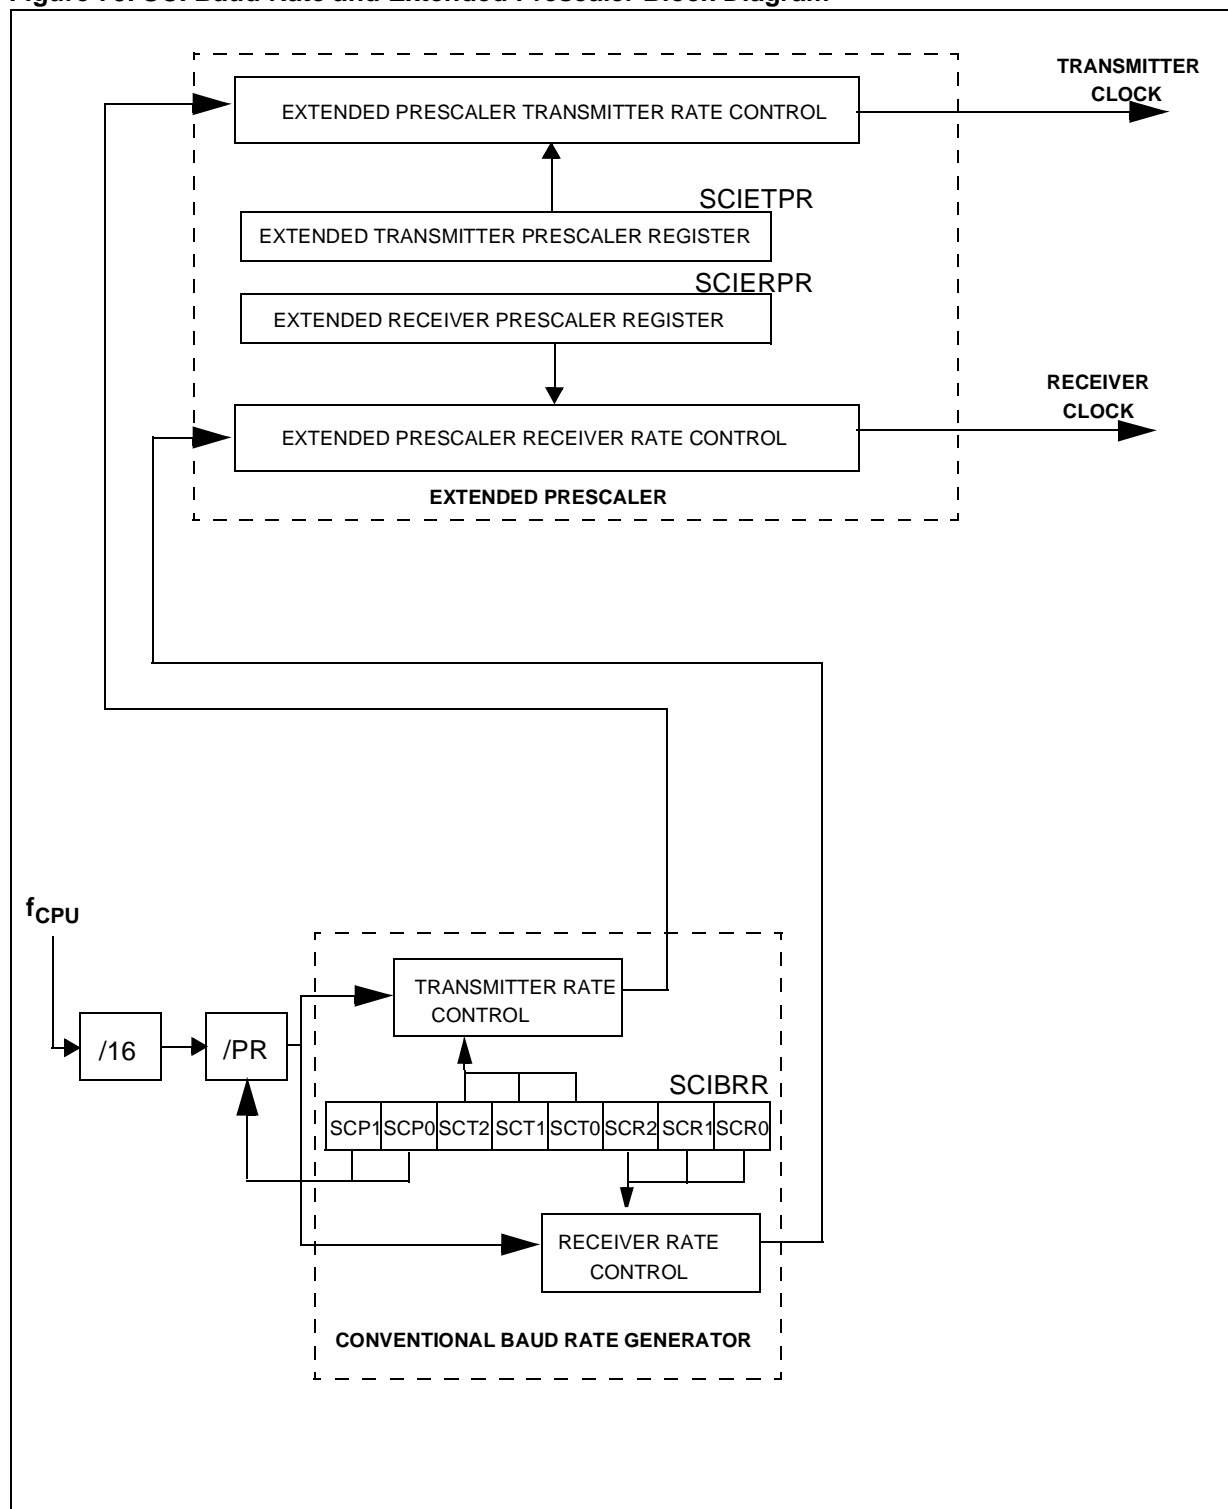 TRANSMITTER
CLOCK
EXTENDED PRESCALER TRANSMITTER RATE CONTROL
SCIETPR
EXTENDED TRANSMITTER PRESCALER REGISTER
SCIERPR
EXTENDED RECEIVER PRESCALER REGISTER
RECEIVER
CLOCK
EXTENDED PRESCALER RECEIVER RATE CONTROL
EXTENDED PRESCALER
fCPU
TRANSMITTER RATE
CONTROL
/16
/PR
SCIBRR
SCP1 SCP0 SCT2 SCT1 SCT0 SCR2 SCR1 SCR0
RECEIVER RATE
CONTROL
CONVENTIONAL BAUD RATE GENERATOR